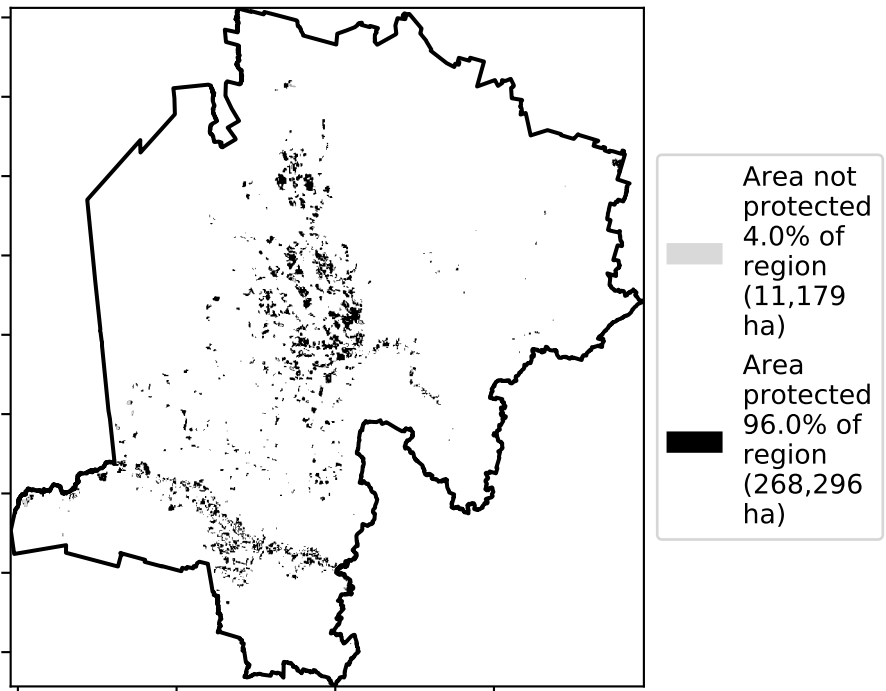 Area not
protected
4.0% of
region
(11,179
ha)
Area
protected
96.0% of
region
(268,296
ha)